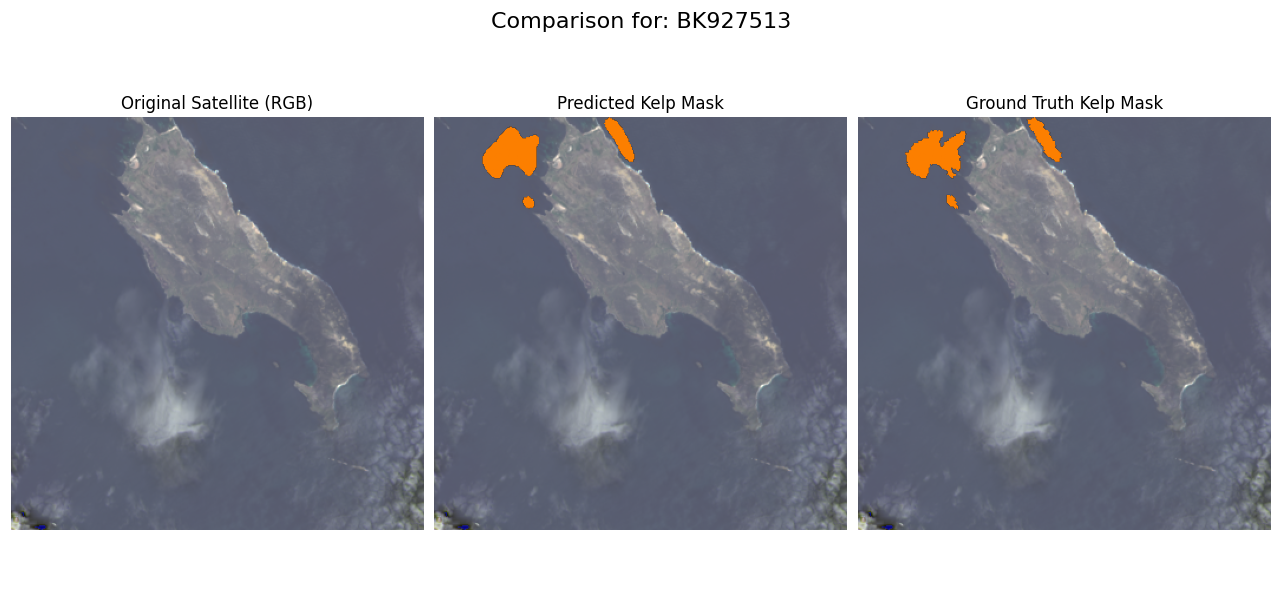 Comparison for: BK927513
Original Satellite (RGB)
Predicted Kelp Mask
Ground Truth Kelp Mask